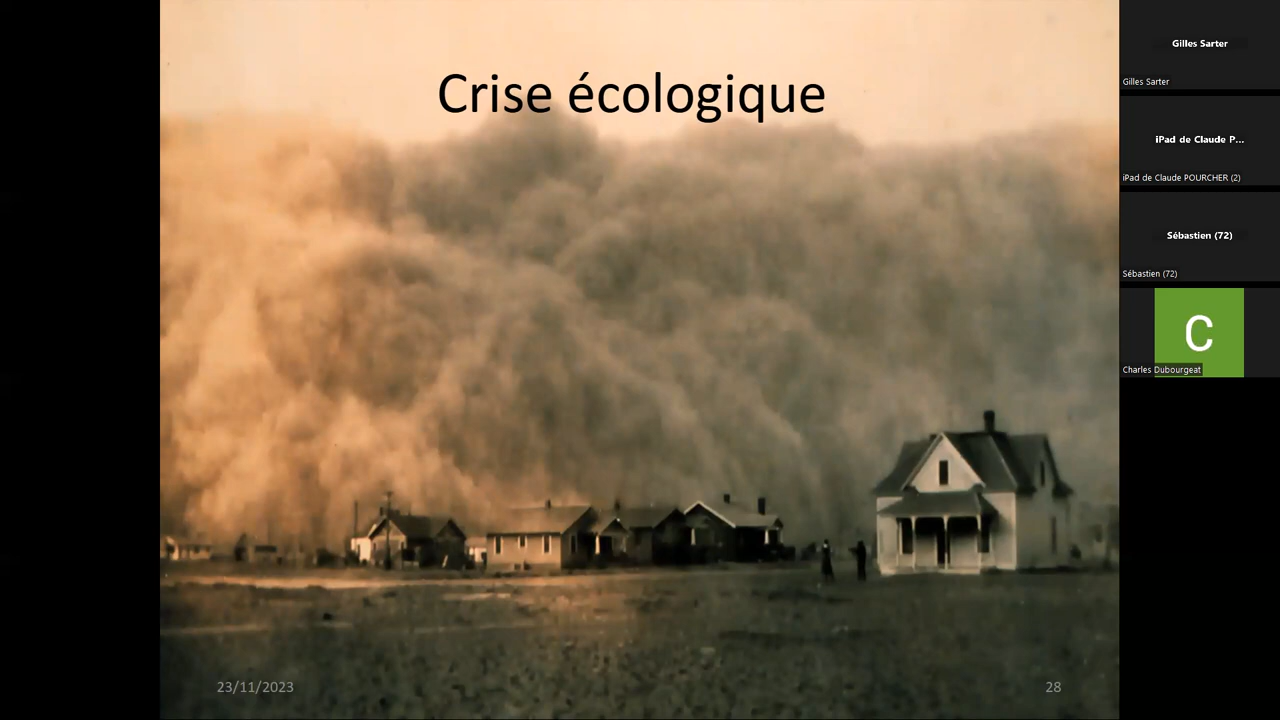 Crise écologique
23/11/2023
28
Gilles Sarter
Gilles Sarter
iPad de Claude P...
iPad de Claude POURCHER (2)
Sébastien (72)
Sébastien (72)
C
Charles Dubourgeat